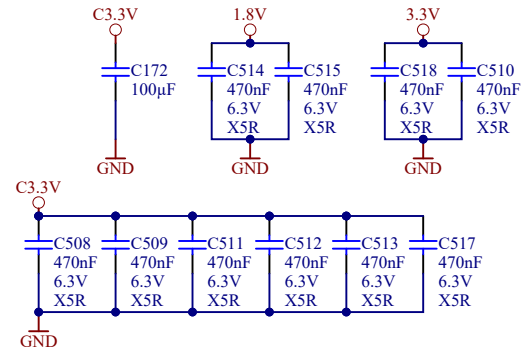 C3.3V
C172
100µF
GND
1.8V
C514
470nF
6.3V
X5R
C515
470nF
6.3V
X5R
GND
3.3V
C518
470nF
6.3V
X5R
C510
470nF
6.3V
X5R
GND
C3.3V
C508
470nF
6.3V
X5R
C509
470nF
6.3V
X5R
C511
470nF
6.3V
X5R
C512
470nF
6.3V
X5R
C513
470nF
6.3V
X5R
C517
470nF
6.3V
X5R
GND